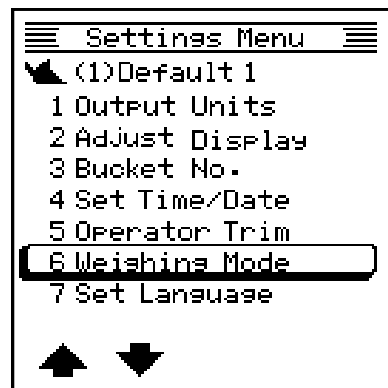 Settings Menu
(1)Default 1
1 Output Units
2 Adjust Display
3 Bucket No.
4 Set Time/Date
5 Operator Trim
6 Weighing Mode
7 Set Language